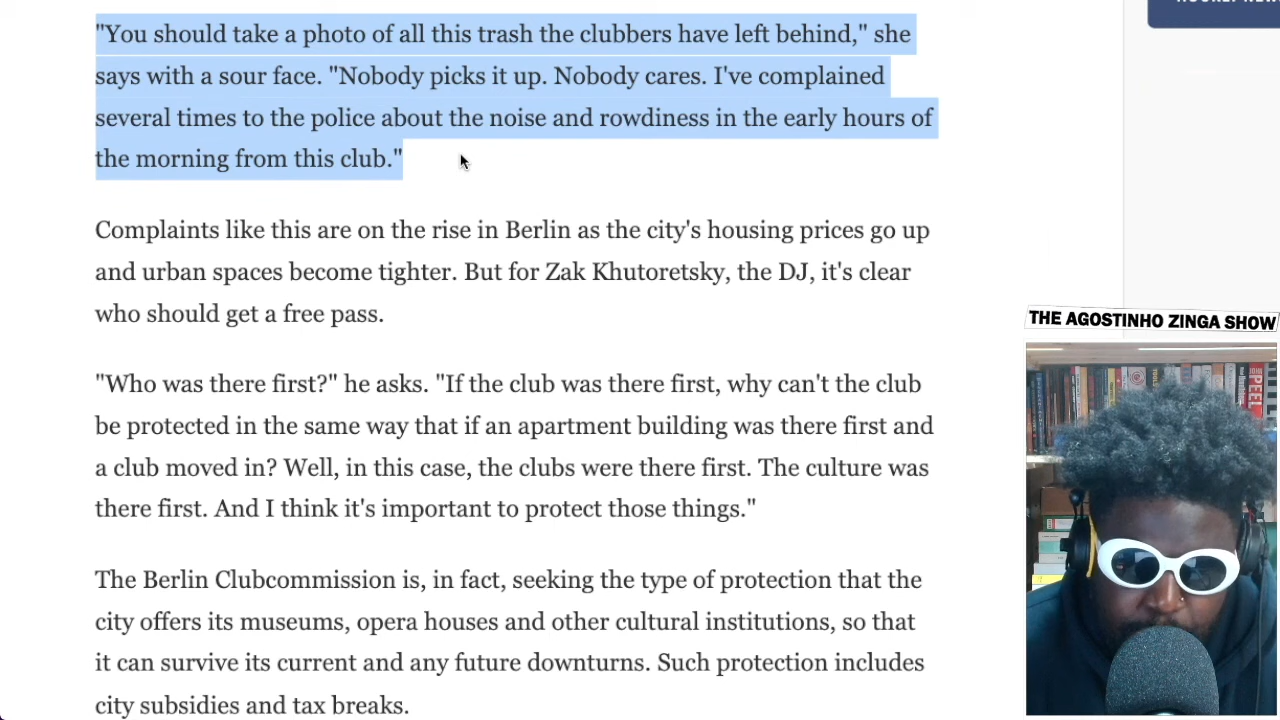 "You should take a photo of all this trash the clubbers have left behind," she
says with a sour face. "Nobody picks it up. Nobody cares. I've complained
several times to the police about the noise and rowdiness in the early hours of
the morning from this club."
Complaints like this are on the rise in Berlin as the city's housing prices go up
and urban spaces become tighter. But for Zak Khutoretsky, the DJ, it's clear
who should get a free pass.
"Who was there first?" he asks. "If the club was there first, why can't the club
be protected in the same way that if an apartment building was there first and
a club moved in? Well, in this case, the clubs were there first. The culture was
there first. And I think it's important to protect those things."
The Berlin Clubcommission is, in fact, seeking the type of protection that the
city offers its museums, opera houses and other cultural institutions, so that
it can survive its current and any future downturns. Such protection includes
city subsidies and tax breaks.
THE AGOSTINHO ZINGA SHOW
PEEL